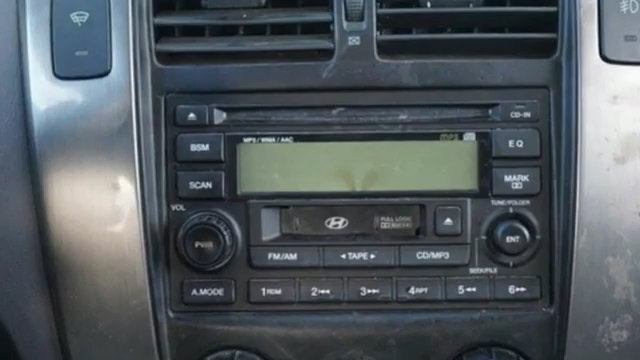 CD-IN
MP3 / WMA / AAC
MP3
BSM
EQ
SCAN
MARK
VOL
TUNE/FOLDER
FULL LOGIC
PWR
ENT
FM/AM
◄TAPE►
CD/MP3
SEEK/FILE
A.MODE
1 RDM
2
3
4 RPT
5
6